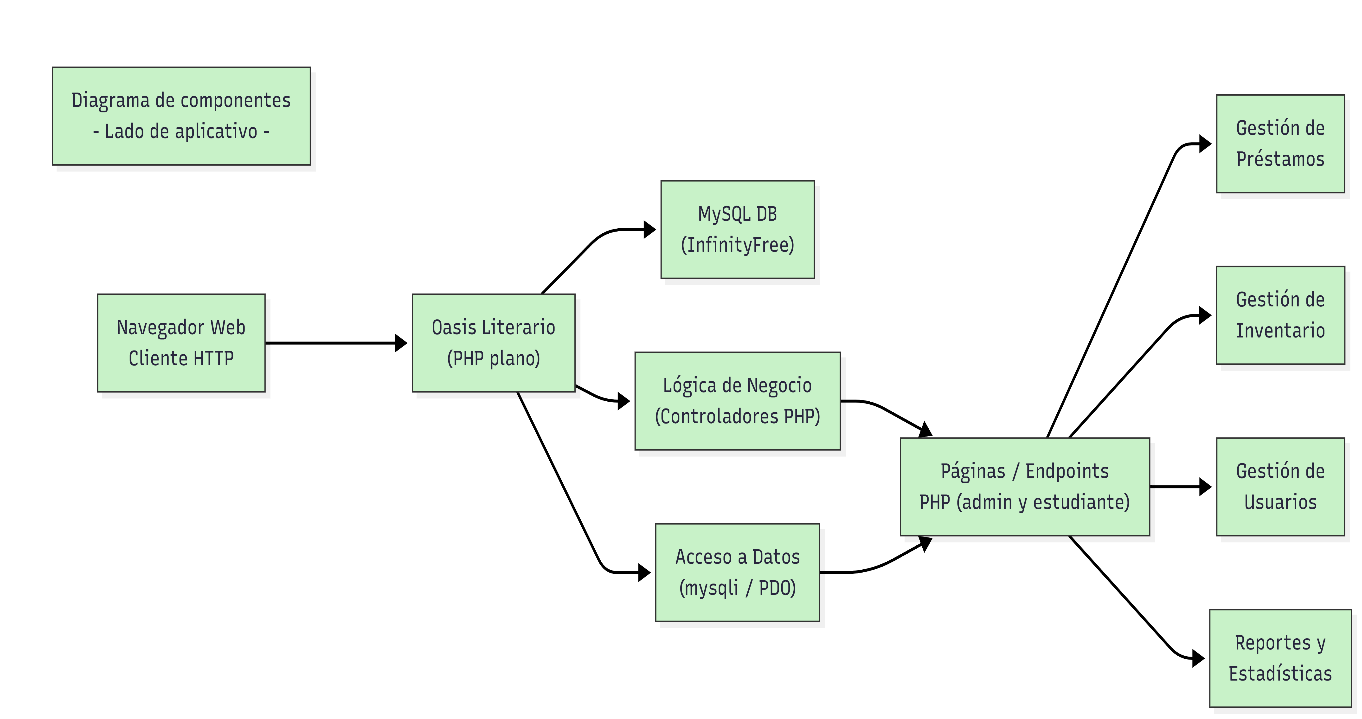 Diagrama de componentes
- Lado de aplicativo -
Navegador Web
Cliente HTTP
Oasis Literario
(PHP plano)
MySQL DB
(InfinityFree)
Lógica de Negocio
(Controladores PHP)
Acceso a Datos
(mysqli / PDO)
Páginas / Endpoints
PHP (admin y estudiante)
Gestión de
Préstamos
Gestión de
Inventario
Gestión de
Usuarios
Reportes y
Estadísticas